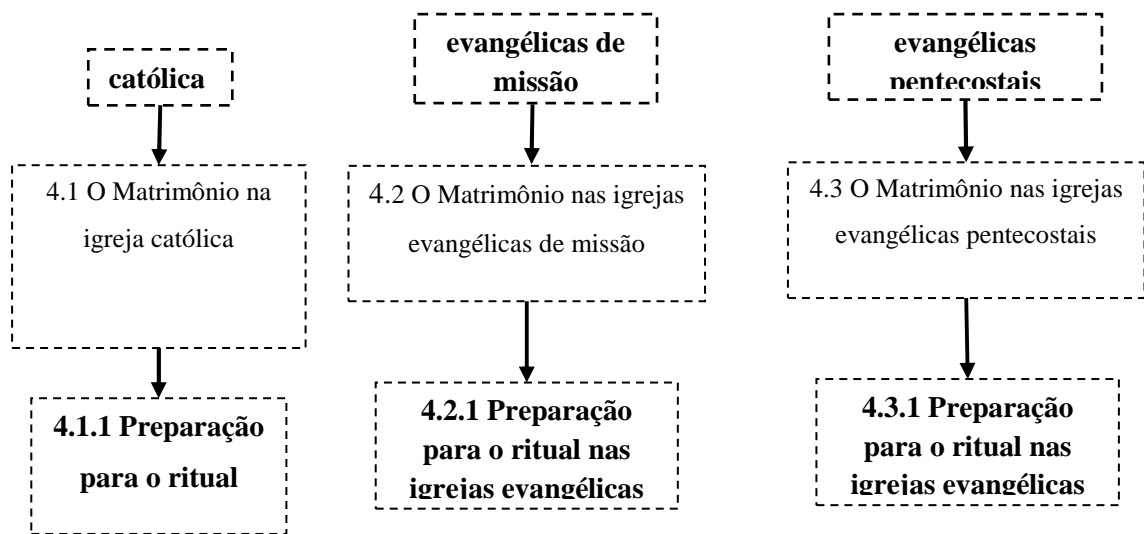 católica
evangélicas de
missão
evangélicas
pentecostais
4.1 O Matrimônio na
igreja católica
4.2 O Matrimônio nas igrejas
evangélicas de missão
4.3 O Matrimônio nas igrejas
evangélicas pentecostais
4.1.1 Preparação
para o ritual
4.2.1 Preparação
para o ritual nas
igrejas evangélicas
4.3.1 Preparação
para o ritual nas
igrejas evangélicas